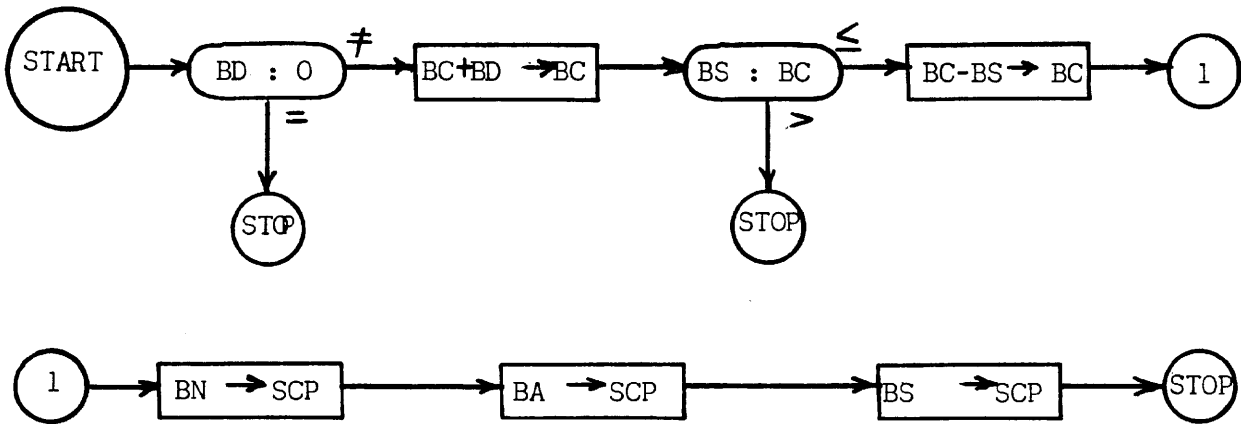 START
BD : 0
≠
=
STOP
BC+BD → BC
BS : BC
≤
>
STOP
BC-BS → BC
1
1
BN → SCP
BA → SCP
BS → SCP
STOP